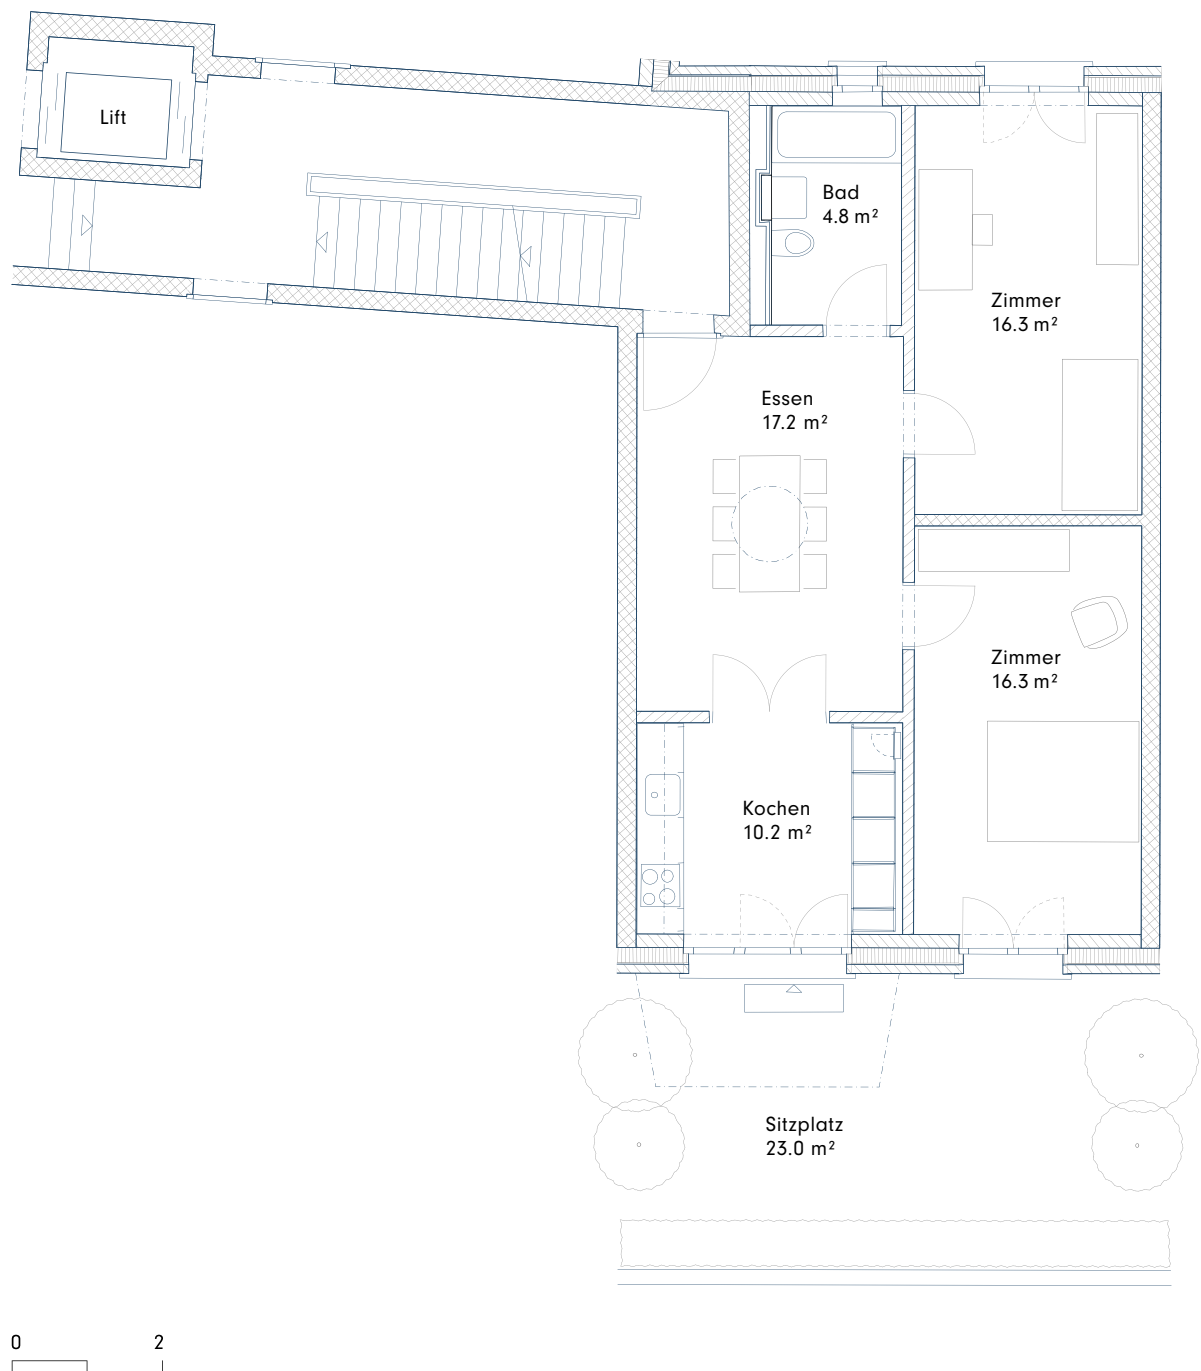 Lift
Bad
4.8 m²
Zimmer
16.3 m²
Essen
17.2 m²
Zimmer
16.3 m²
Kochen
10.2 m²
Sitzplatz
23.0 m²
0 2